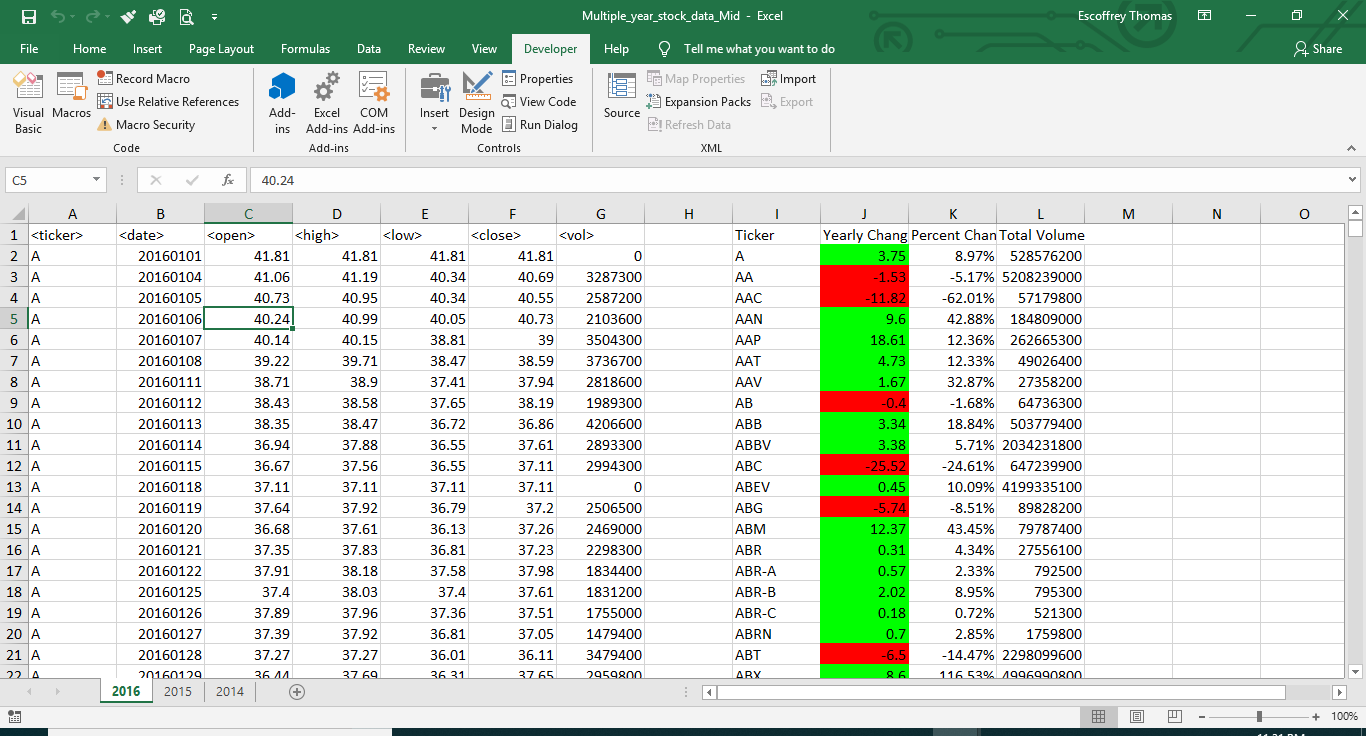 Multiple_year_stock_data_Mid - Excel Escoffrey Thomas
File Home Insert Page Layout Formulas Data Review View Developer Help Tell me what you want to do Share
Visual Basic Macros Record Macro Use Relative References Macro Security
Add-ins Excel Add-ins COM Add-ins
Insert Design Mode Properties View Code Run Dialog
Source Map Properties Expansion Packs Refresh Data Import Export
Code Add-ins Controls XML
C5 fx 40.24
A B C D E F G H I J K L M N O
1 <ticker> <date> <open> <high> <low> <close> <vol> Ticker Yearly Chang Percent Chan Total Volume
2 A 20160101 41.81 41.81 41.81 41.81 0 A 3.75 8.97% 528576200
3 A 20160104 41.06 41.19 40.34 40.69 3287300 AA -1.53 -5.17% 5208239000
4 A 20160105 40.73 40.95 40.34 40.55 2587200 AAC -11.82 -62.01% 57179800
5 A 20160106 40.24 40.99 40.05 40.73 2103600 AAN 9.6 42.88% 184809000
6 A 20160107 40.14 40.15 38.81 39 3504300 AAP 18.61 12.36% 262665300
7 A 20160108 39.22 39.71 38.47 38.59 3736700 AAT 4.73 12.33% 49026400
8 A 20160111 38.71 38.9 37.41 37.94 2818600 AAV 1.67 32.87% 27358200
9 A 20160112 38.43 38.58 37.65 38.19 1989300 AB -0.4 -1.68% 64736300
10 A 20160113 38.35 38.47 36.72 36.86 4206600 ABB 3.34 18.84% 503779400
11 A 20160114 36.94 37.88 36.55 37.61 2893300 ABBV 3.38 5.71% 2034231800
12 A 20160115 36.67 37.56 36.55 37.11 2994300 ABC -25.52 -24.61% 647239900
13 A 20160118 37.11 37.11 37.11 37.11 0 ABEV 0.45 10.09% 4199335100
14 A 20160119 37.64 37.92 36.79 37.2 2506500 ABG -5.74 -8.51% 89828200
15 A 20160120 36.68 37.61 36.13 37.26 2469000 ABM 12.37 43.45% 79787400
16 A 20160121 37.35 37.83 36.81 37.23 2298300 ABR 0.31 4.34% 27556100
17 A 20160122 37.91 38.18 37.58 37.98 1834400 ABR-A 0.57 2.33% 792500
18 A 20160125 37.4 38.03 37.4 37.61 1831200 ABR-B 2.02 8.95% 795300
19 A 20160126 37.89 37.96 37.36 37.51 1755000 ABR-C 0.18 0.72% 521300
20 A 20160127 37.39 37.92 36.81 37.05 1479400 ABRN 0.7 2.85% 1759800
21 A 20160128 37.27 37.27 36.01 36.11 3479400 ABT -6.5 -14.47% 2298099600
22 A 20160129 36.44 37.69 36.31 37.65 2959800 ABX 8.6 116.53% 4996990800
2016 2015 2014
100%